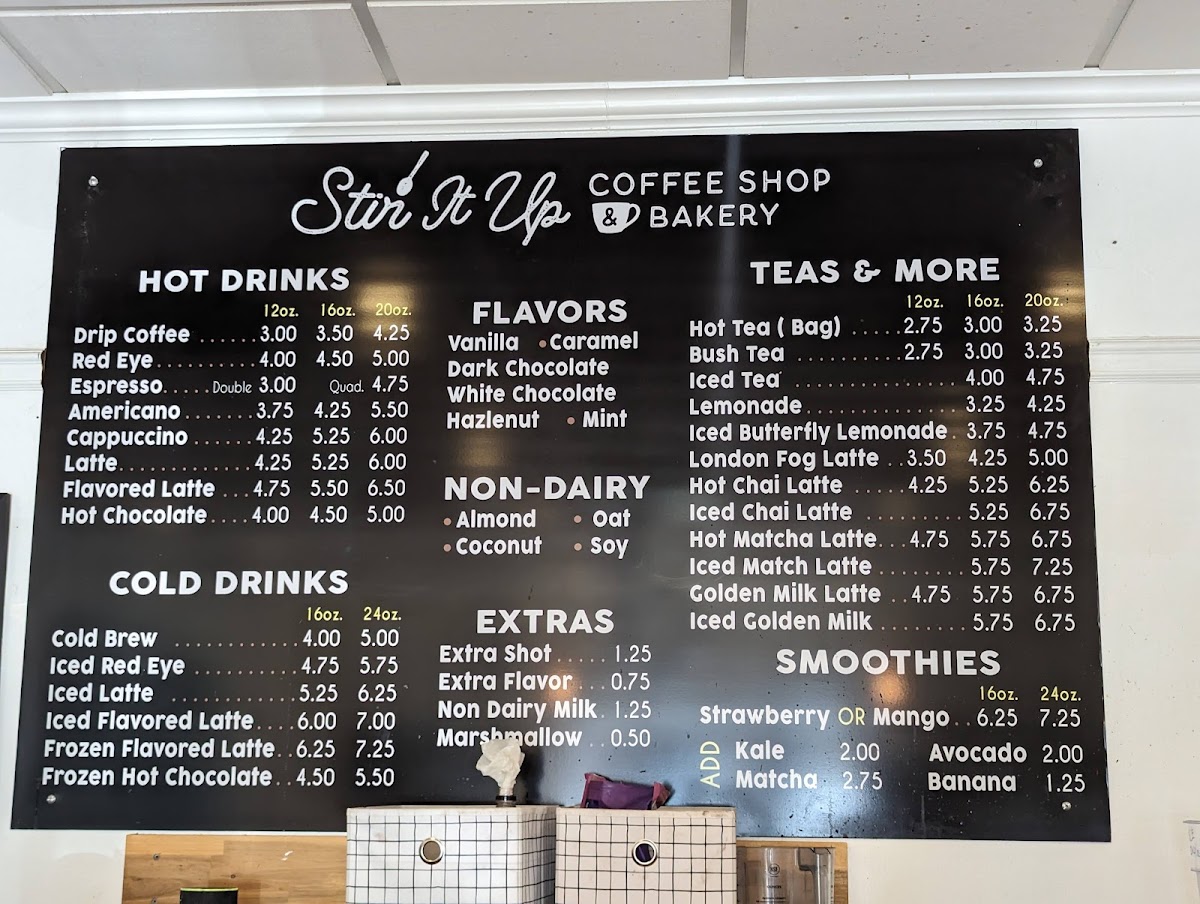 Stir It Up COFFEE SHOP
& BAKERY
HOT DRINKS
12oz. 16oz. 20oz.
Drip Coffee ...... 3.00 3.50 4.25
Red Eye.......... 4.00 4.50 5.00
Espresso..... Double 3.00 Quad. 4.75
Americano ....... 3.75 4.25 5.50
Cappuccino ...... 4.25 5.25 6.00
Latte............. 4.25 5.25 6.00
Flavored Latte ... 4.75 5.50 6.50
Hot Chocolate.... 4.00 4.50 5.00
COLD DRINKS
16oz. 24oz.
Cold Brew ............ 4.00 5.00
Iced Red Eye ......... 4.75 5.75
Iced Latte ............ 5.25 6.25
Iced Flavored Latte... 6.00 7.00
Frozen Flavored Latte.. 6.25 7.25
Frozen Hot Chocolate.. 4.50 5.50
FLAVORS
Vanilla • Caramel
Dark Chocolate
White Chocolate
Hazlenut • Mint
NON-DAIRY
• Almond • Oat
• Coconut • Soy
EXTRAS
Extra Shot ..... 1.25
Extra Flavor ... 0.75
Non Dairy Milk. 1.25
Marshmallow .. 0.50
TEAS & MORE
12oz. 16oz. 20oz.
Hot Tea ( Bag) ..... 2.75 3.00 3.25
Bush Tea .......... 2.75 3.00 3.25
Iced Tea ................ 4.00 4.75
Lemonade.............. 3.25 4.25
Iced Butterfly Lemonade. 3.75 4.75
London Fog Latte .. 3.50 4.25 5.00
Hot Chai Latte ..... 4.25 5.25 6.25
Iced Chai Latte ......... 5.25 6.75
Hot Matcha Latte... 4.75 5.75 6.75
Iced Match Latte ........ 5.75 7.25
Golden Milk Latte .. 4.75 5.75 6.75
Iced Golden Milk ........ 5.75 6.75
SMOOTHIES
16oz. 24oz.
Strawberry OR Mango.. 6.25 7.25
ADD
Kale 2.00 Avocado 2.00
Matcha 2.75 Banana 1.25